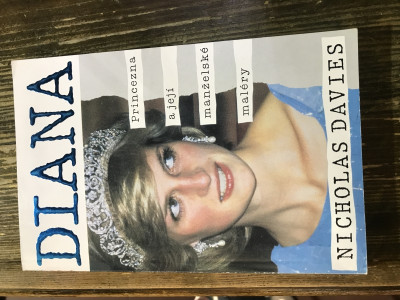 DIANA
Princezna
a její
manželské
maléry
NICHOLAS DAVIES